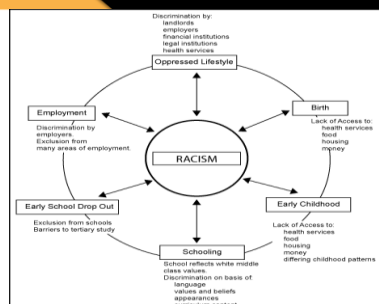 Discrimination by:
landlords
employers
financial institutions
legal institutions
health services
Oppressed Lifestyle
Employment
Discrimination by
employers.
Exclusion from
many areas of employment.
Birth
Lack of Access to:
health services
food
housing
money
RACISM
Early School Drop Out
Exclusion from schools
Barriers to tertiary study
Early Childhood
Lack of Access to:
health services
food
housing
money
differing childhood patterns
Schooling
School reflects white middle
class values.
Discrimination on basis of
language
values and beliefs
appearances